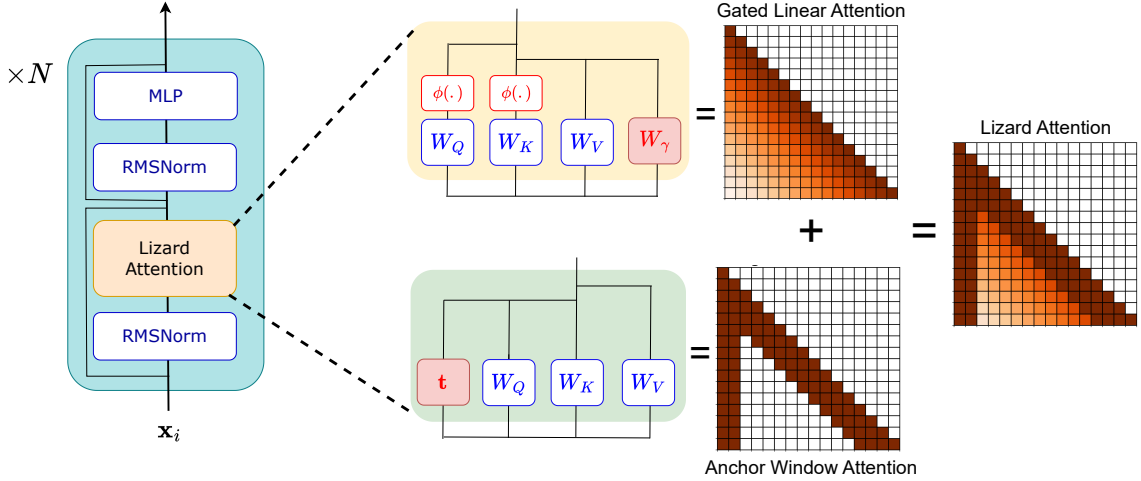 ×N
MLP
RMSNorm
Lizard
Attention
RMSNorm
x_i
ϕ(.) ϕ(.)
W_Q W_K W_V W_γ
=
Gated Linear Attention
+
t W_Q W_K W_V
=
Anchor Window Attention
=
Lizard Attention